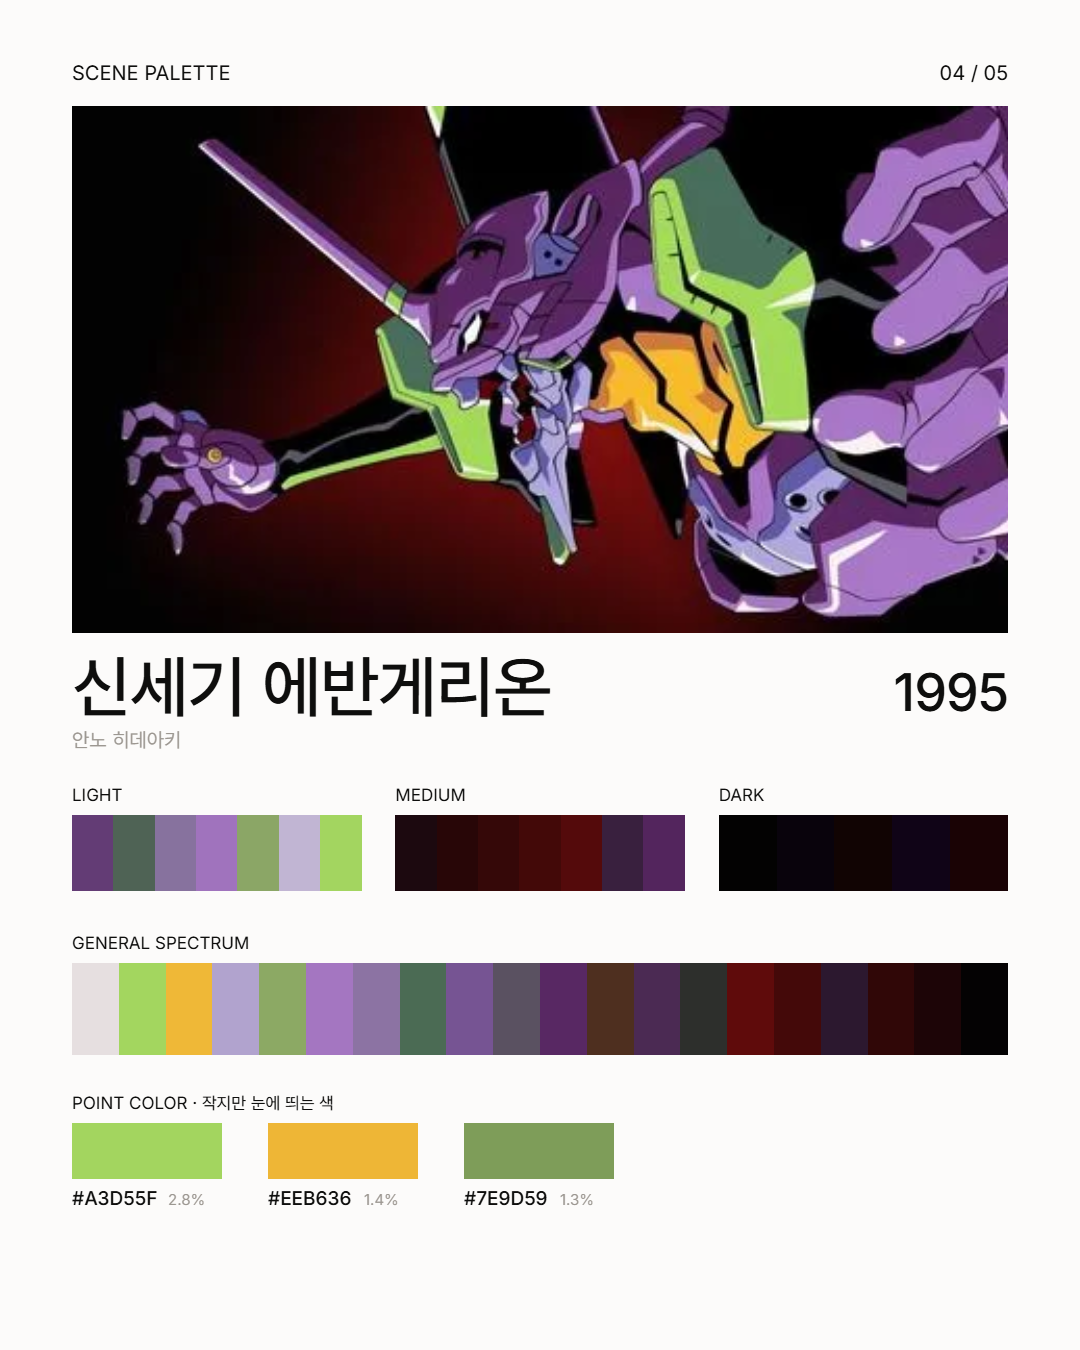 SCENE PALETTE
04 / 05
신세기 에반게리온
1995
안노 히데아키
LIGHT
MEDIUM
DARK
GENERAL SPECTRUM
POINT COLOR · 작지만 눈에 띄는 색
#A3D55F 2.8%
#EEB636 1.4%
#7E9D59 1.3%